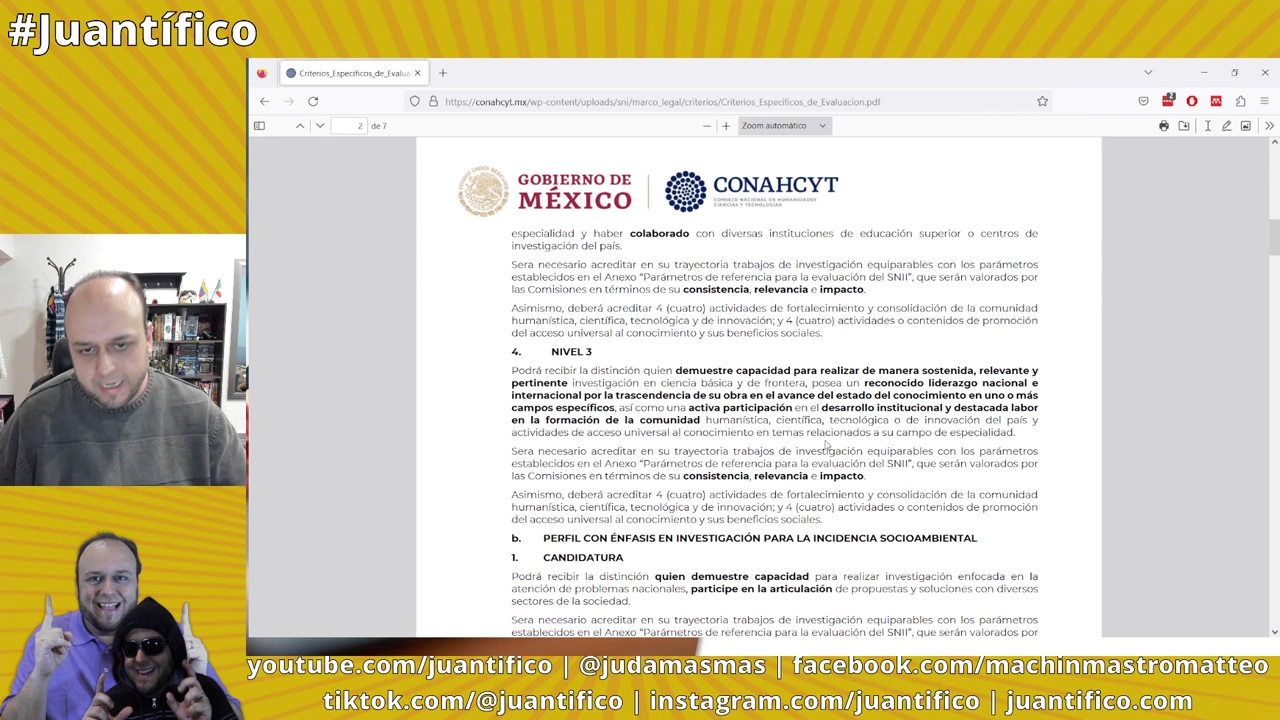 #Juantífico
Criterios_Especificos_de_Evalua
https://conahcyt.mx/wp-content/uploads/sni/marco_legal/criterios/Criterios_Especificos_de_Evaluacion.pdf
2
2 de 7
Zoom automático
GOBIERNO DE
MÉXICO
CONAHCYT
CONSEJO NACIONAL DE HUMANIDADES
CIENCIAS Y TECNOLOGÍAS
especialidad y haber colaborado con diversas instituciones de educación superior o centros de
investigación del país.
Sera necesario acreditar en su trayectoria trabajos de investigación equiparables con los parámetros
establecidos en el Anexo “Parámetros de referencia para la evaluación del SNII”, que serán valorados por
las Comisiones en términos de su consistencia, relevancia e impacto.
Asimismo, deberá acreditar 4 (cuatro) actividades de fortalecimiento y consolidación de la comunidad
humanística, científica, tecnológica y de innovación; y 4 (cuatro) actividades o contenidos de promoción
del acceso universal al conocimiento y sus beneficios sociales.
4. NIVEL 3
Podrá recibir la distinción quien demuestre capacidad para realizar de manera sostenida, relevante y
pertinente investigación en ciencia básica y de frontera, posea un reconocido liderazgo nacional e
internacional por la trascendencia de su obra en el avance del estado del conocimiento en uno o más
campos específicos, así como una activa participación en el desarrollo institucional y destacada labor
en la formación de la comunidad humanística, científica, tecnológica o de innovación del país y
actividades de acceso universal al conocimiento en temas relacionados a su campo de especialidad.
Sera necesario acreditar en su trayectoria trabajos de investigación equiparables con los parámetros
establecidos en el Anexo “Parámetros de referencia para la evaluación del SNII”, que serán valorados por
las Comisiones en términos de su consistencia, relevancia e impacto.
Asimismo, deberá acreditar 4 (cuatro) actividades de fortalecimiento y consolidación de la comunidad
humanística, científica, tecnológica y de innovación; y 4 (cuatro) actividades o contenidos de promoción
del acceso universal al conocimiento y sus beneficios sociales.
b. PERFIL CON ÉNFASIS EN INVESTIGACIÓN PARA LA INCIDENCIA SOCIOAMBIENTAL
1. CANDIDATURA
Podrá recibir la distinción quien demuestre capacidad para realizar investigación enfocada en la
atención de problemas nacionales, participe en la articulación de propuestas y soluciones con diversos
sectores de la sociedad.
Sera necesario acreditar en su trayectoria trabajos de investigación equiparables con los parámetros
establecidos en el Anexo “Parámetros de referencia para la evaluación del SNII”, que serán valorados por
youtube.com/juantifico | @judamasmas | facebook.com/machinmastromatteo
tiktok.com/@juantifico | instagram.com/juantifico | juantifico.com